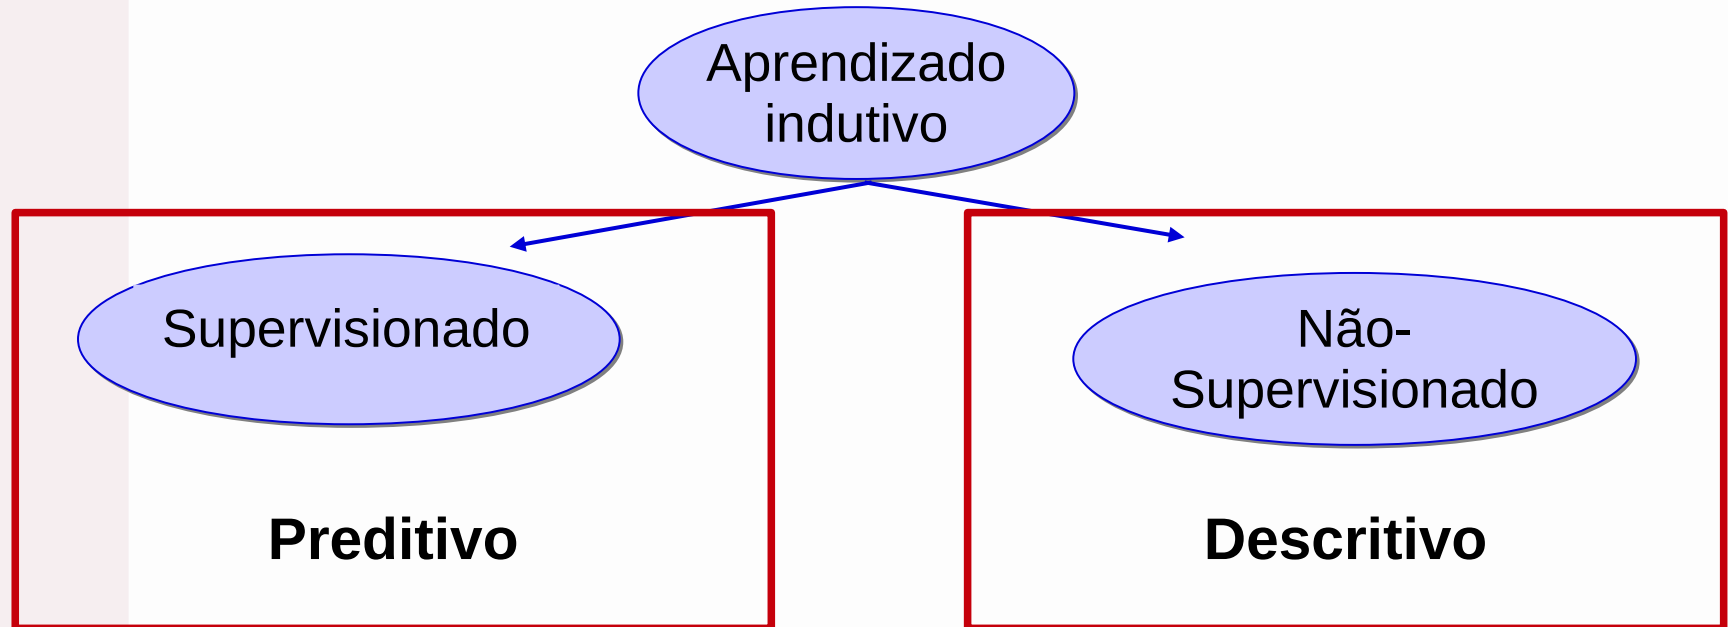 Aprendizado
indutivo
Supervisionado
Não-
Supervisionado
Preditivo
Descritivo